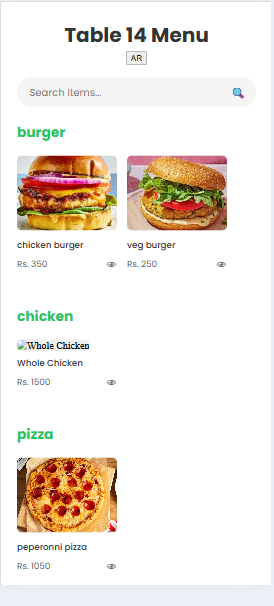 Table 14 Menu
AR
Search Items...
burger
chicken burger
veg burger
Rs. 350
Rs. 250
chicken
Whole Chicken
Whole Chicken
Rs. 1500
pizza
peperonni pizza
Rs. 1050